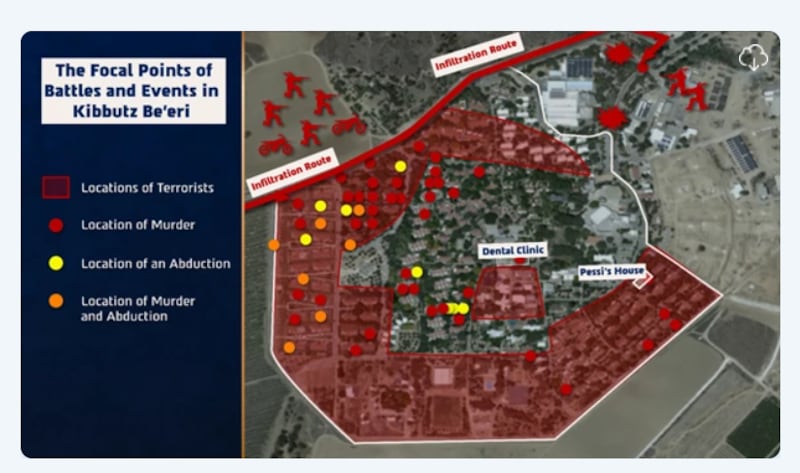 The Focal Points of
Battles and Events in
Kibbutz Be'eri
Locations of Terrorists
Location of Murder
Location of an Abduction
Location of Murder
and Abduction
Infiltration Route
Infiltration Route
Dental Clinic
Pessi's House